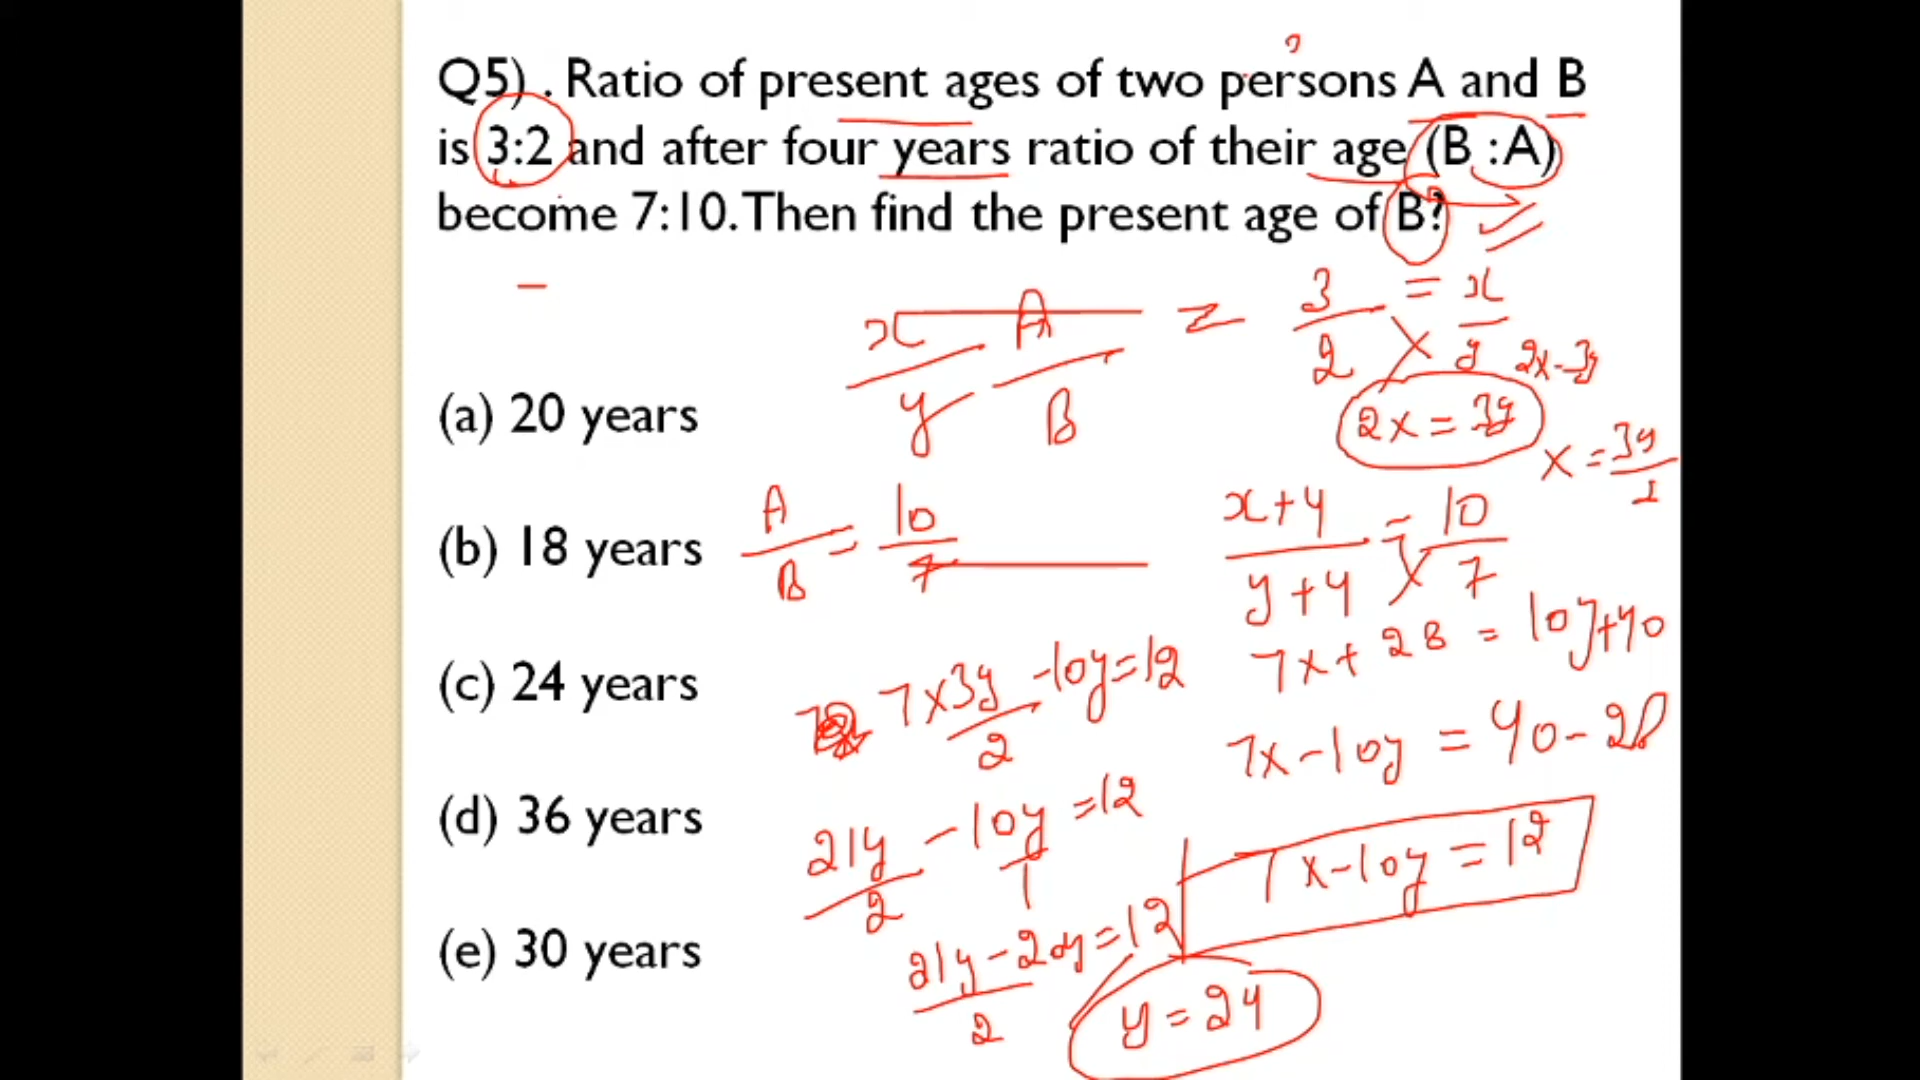 Q5) . Ratio of present ages of two persons A and B
is 3:2 and after four years ratio of their age (B :A)
become 7:10. Then find the present age of B?
x/y A/B = 3/2 = x/y
2x-3y
(a) 20 years
2x = 3y
x = 3y/2
(b) 18 years
A/B = 10/7
x+4/y+4 = 10/7
7x+28 = 10y+40
(c) 24 years
7×3y/2 -10y=12
7x-10y = 40-28
(d) 36 years
21y/2 - 10y/1 =12
7x-10y = 12
(e) 30 years
21y-20y/2 =12
y = 24